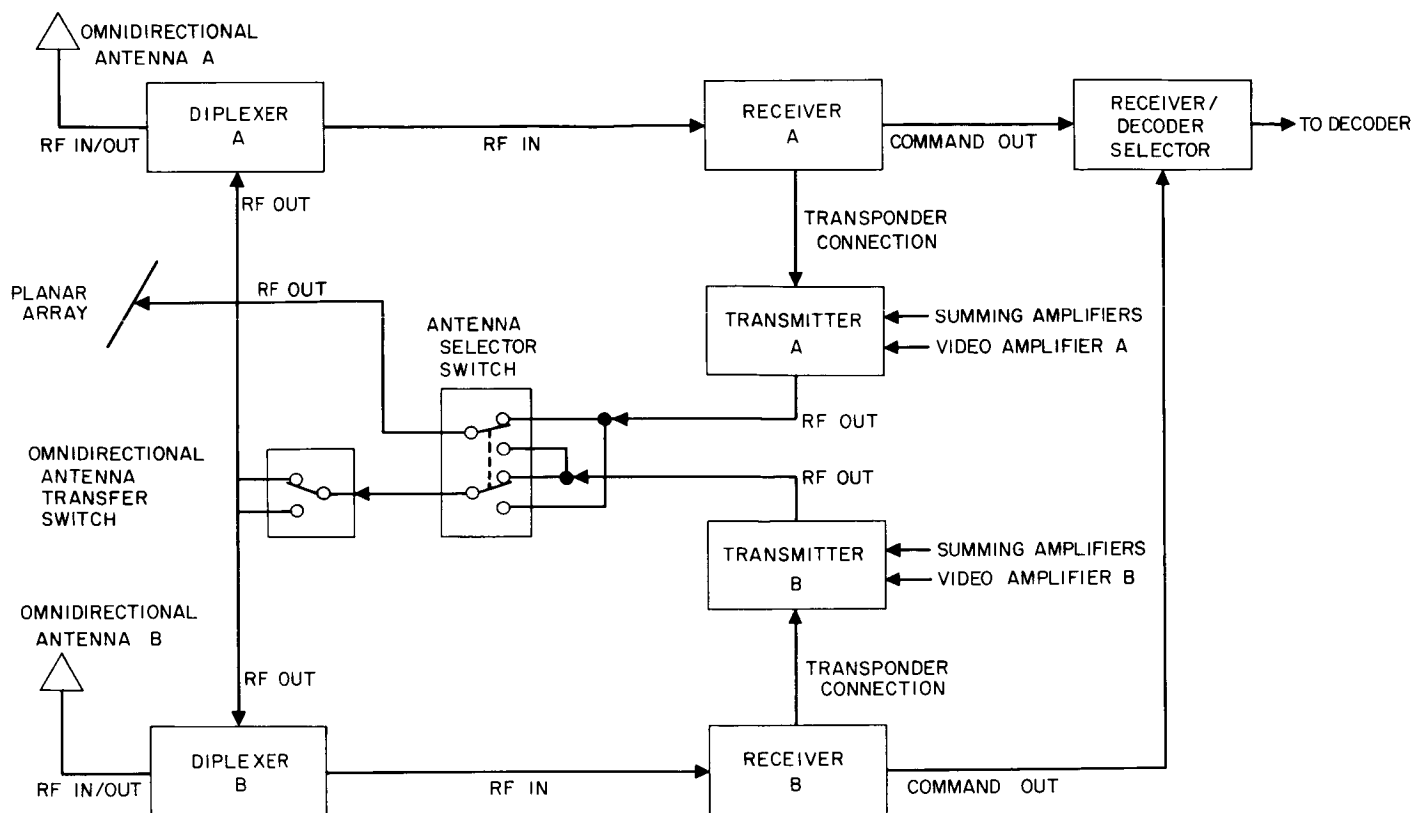 OMNIDIRECTIONAL
ANTENNA A
RF IN/OUT
DIPLEXER
A
RF IN
RECEIVER
A
COMMAND OUT
RECEIVER/
DECODER
SELECTOR
TO DECODER
RF OUT
TRANSPONDER
CONNECTION
PLANAR
ARRAY
RF OUT
ANTENNA
SELECTOR
SWITCH
TRANSMITTER
A
SUMMING AMPLIFIERS
VIDEO AMPLIFIER A
RF OUT
OMNIDIRECTIONAL
ANTENNA
TRANSFER
SWITCH
RF OUT
TRANSMITTER
B
SUMMING AMPLIFIERS
VIDEO AMPLIFIER B
OMNIDIRECTIONAL
ANTENNA B
RF OUT
TRANSPONDER
CONNECTION
RF IN/OUT
DIPLEXER
B
RF IN
RECEIVER
B
COMMAND OUT